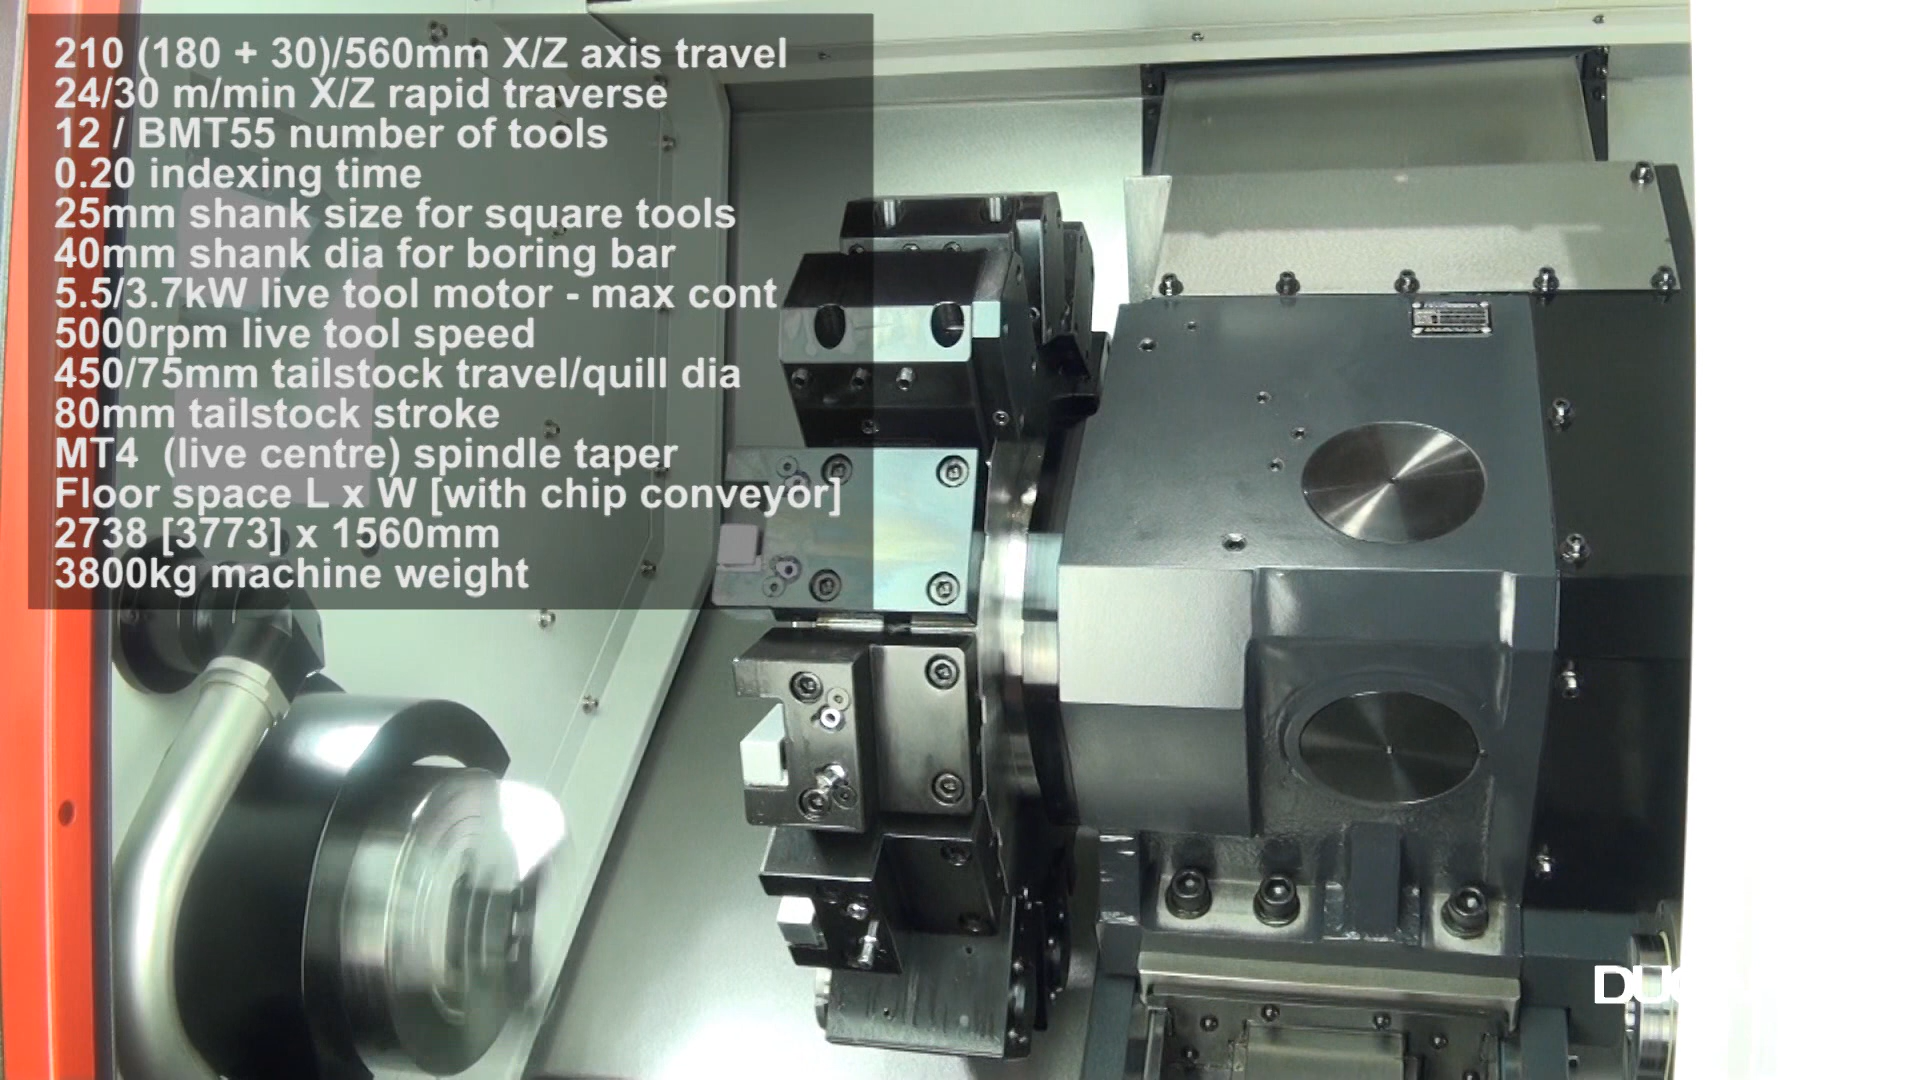 210 (180 + 30)/560mm X/Z axis travel
24/30 m/min X/Z rapid traverse
12 / BMT55 number of tools
0.20 indexing time
25mm shank size for square tools
40mm shank dia for boring bar
5.5/3.7kW live tool motor - max cont
5000rpm live tool speed
450/75mm tailstock travel/quill dia
80mm tailstock stroke
MT4  (live centre) spindle taper
Floor space L x W [with chip conveyor]
2738 [3773] x 1560mm
3800kg machine weight